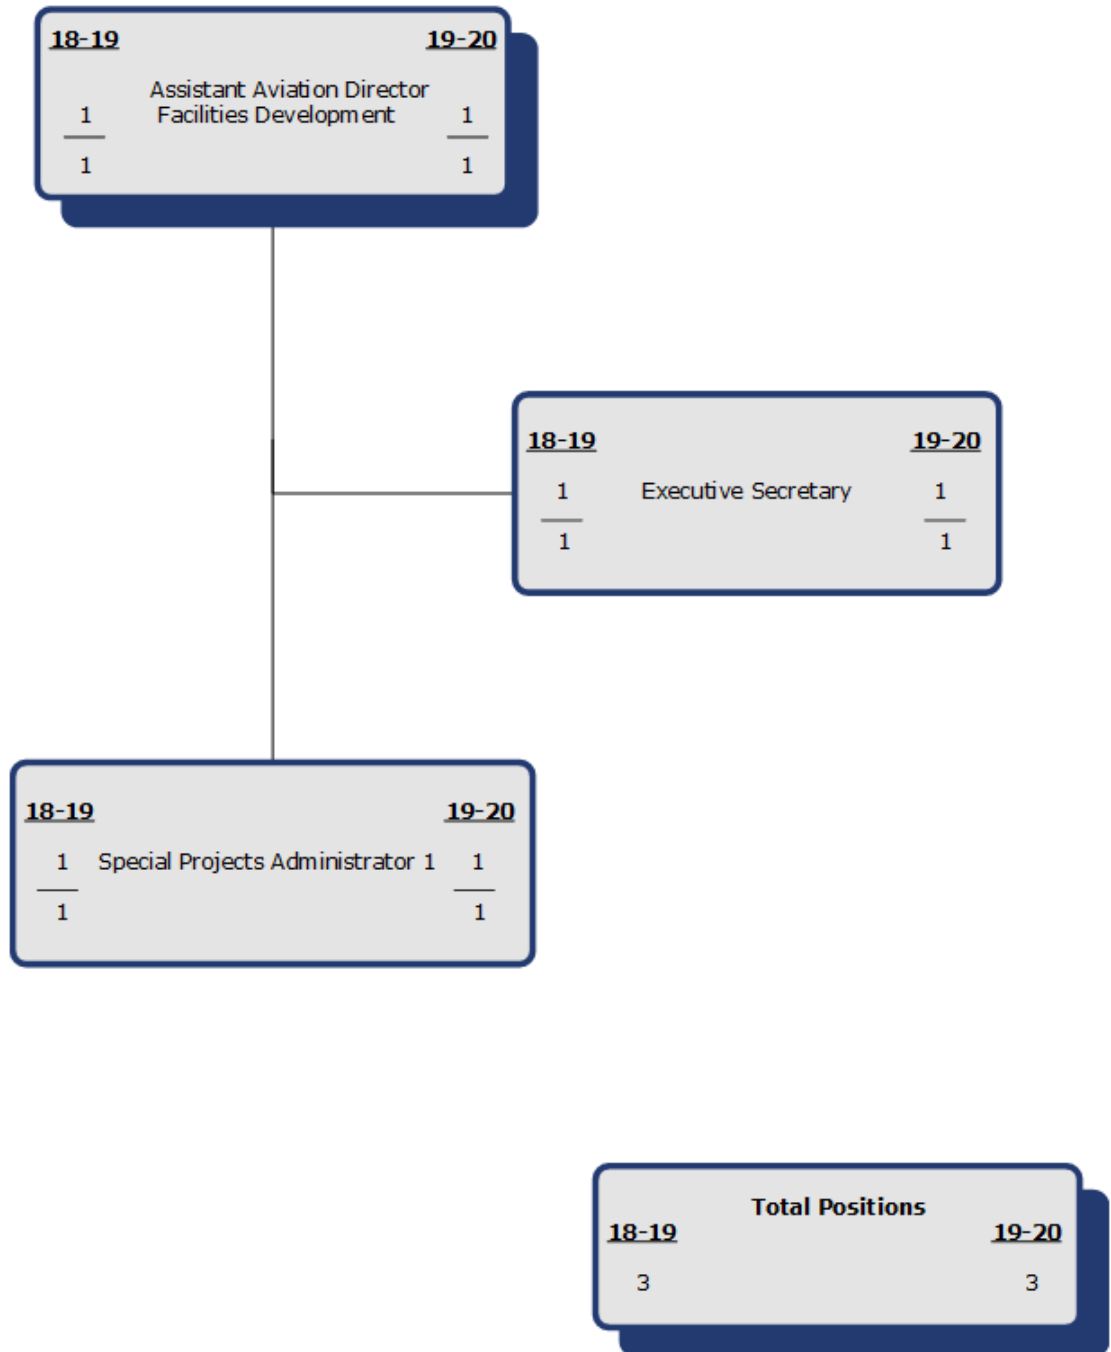 18-19 19-20
Assistant Aviation Director
1 Facilities Development 1
1 1
18-19 19-20
1 Executive Secretary 1
1 1
18-19 19-20
1 Special Projects Administrator 1 1
1 1
Total Positions
18-19 19-20
3 3